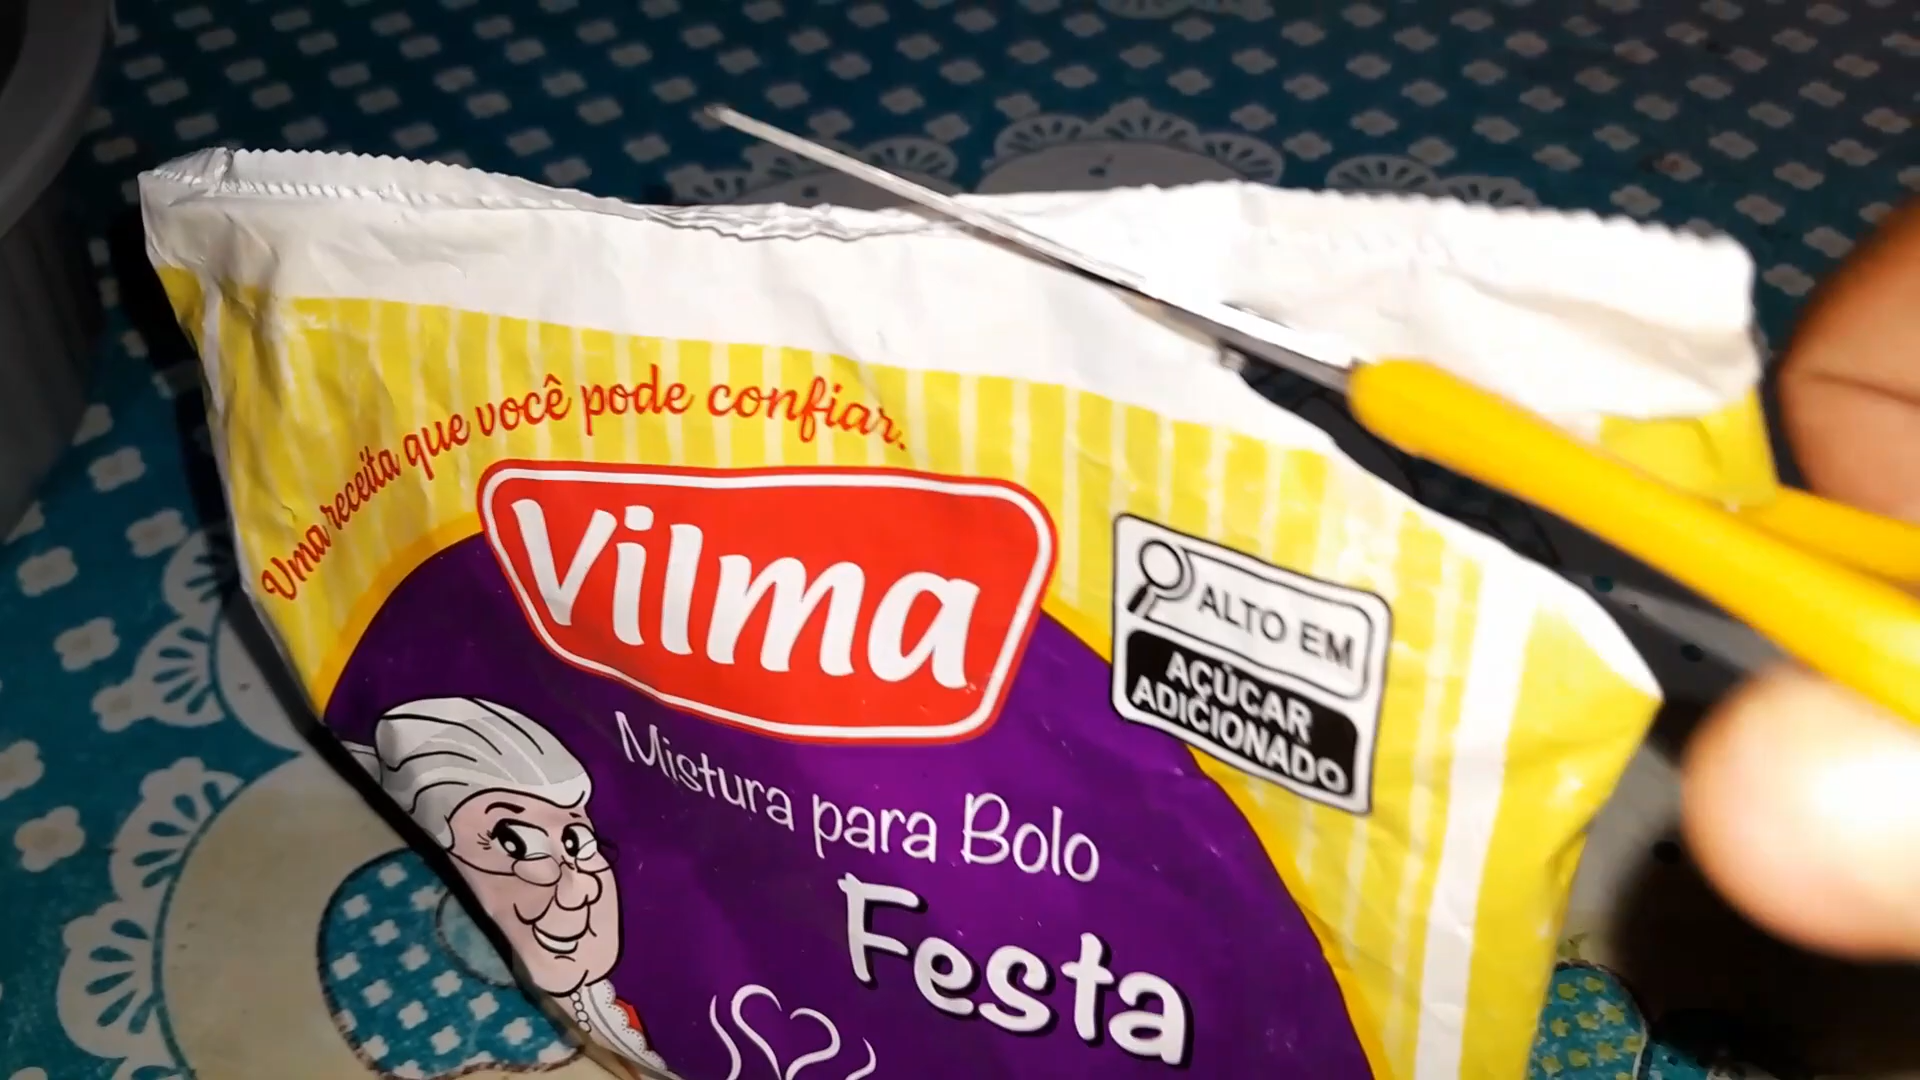 Uma receita que você pode confiar.
Vilma
ALTO EM
AÇÚCAR
ADICIONADO
Mistura para Bolo
Festa